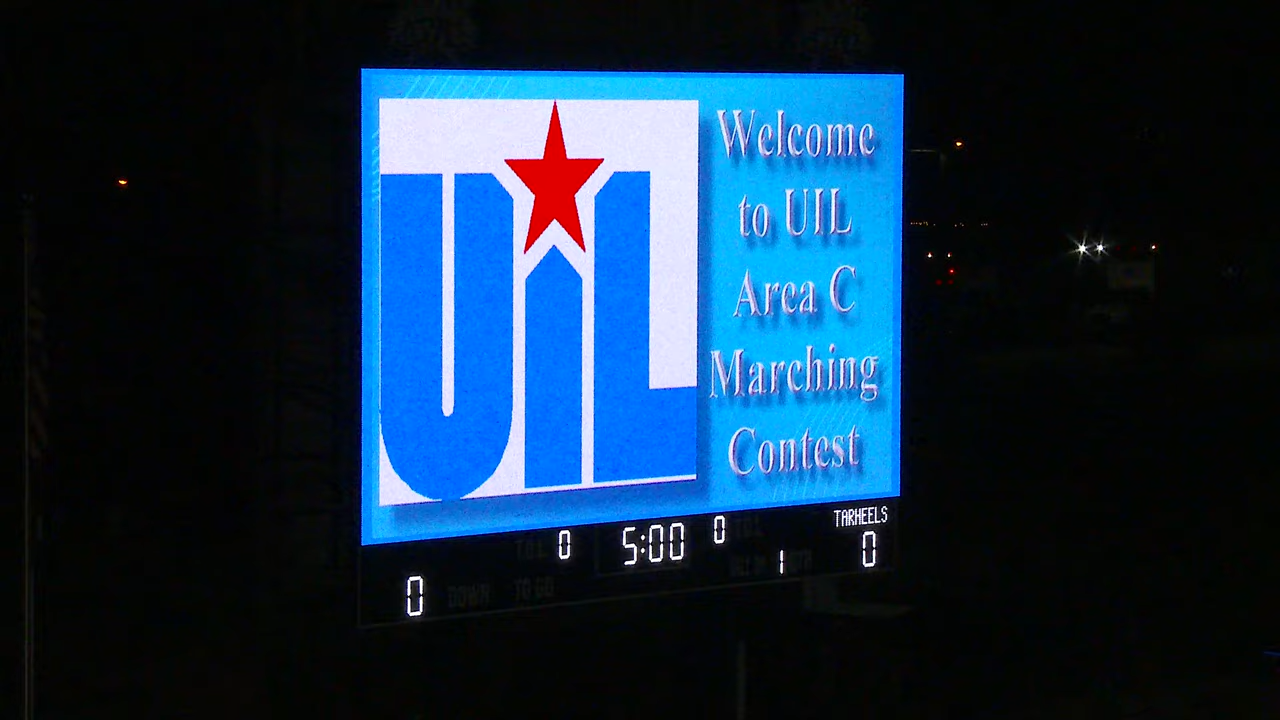 UIL
Welcome
to UIL
Area C
Marching
Contest
TARHEELS
0 5:00 0 1 0
0 DOWN TO GO